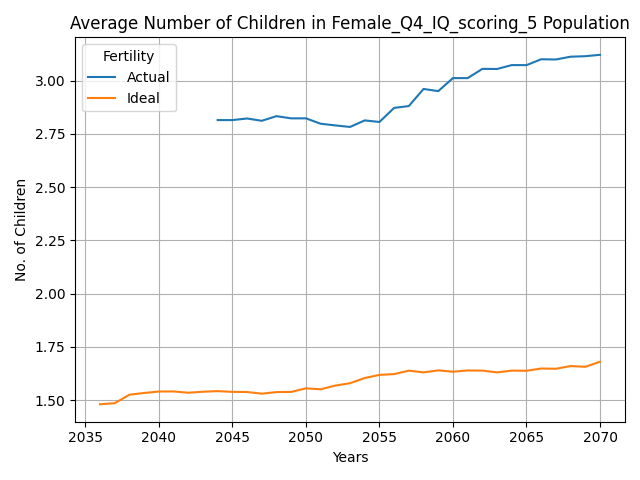 Average Number of Children in Female_Q4_IQ_scoring_5 Population
Fertility
Actual
Ideal
3.00
2.75
2.50
2.25
2.00
1.75
1.50
No. of Children
2035 2040 2045 2050 2055 2060 2065 2070
Years